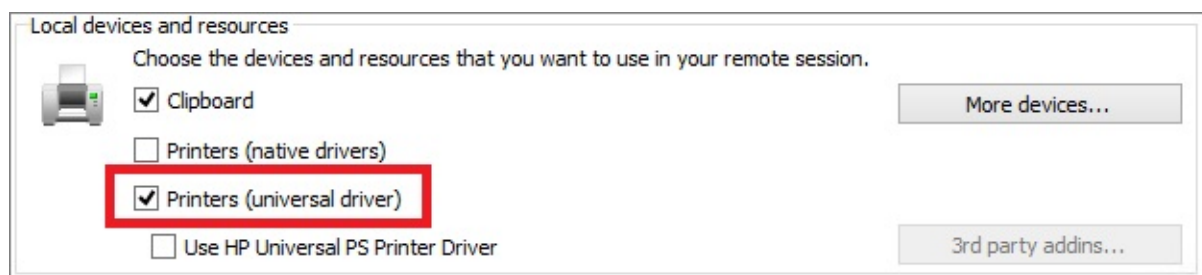 Local devices and resources
Choose the devices and resources that you want to use in your remote session.
Clipboard
More devices...
Printers (native drivers)
Printers (universal driver)
Use HP Universal PS Printer Driver
3rd party addins...